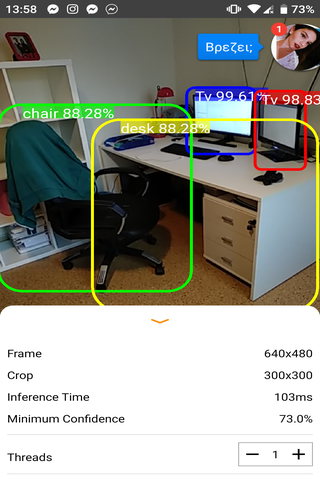 13:58
73%
Βρεζει;
1
Tv 99.61%
Tv 98.83
chair 88.28%
desk 88.28%
Frame 640x480
Crop 300x300
Inference Time 103ms
Minimum Confidence 73.0%
Threads 1